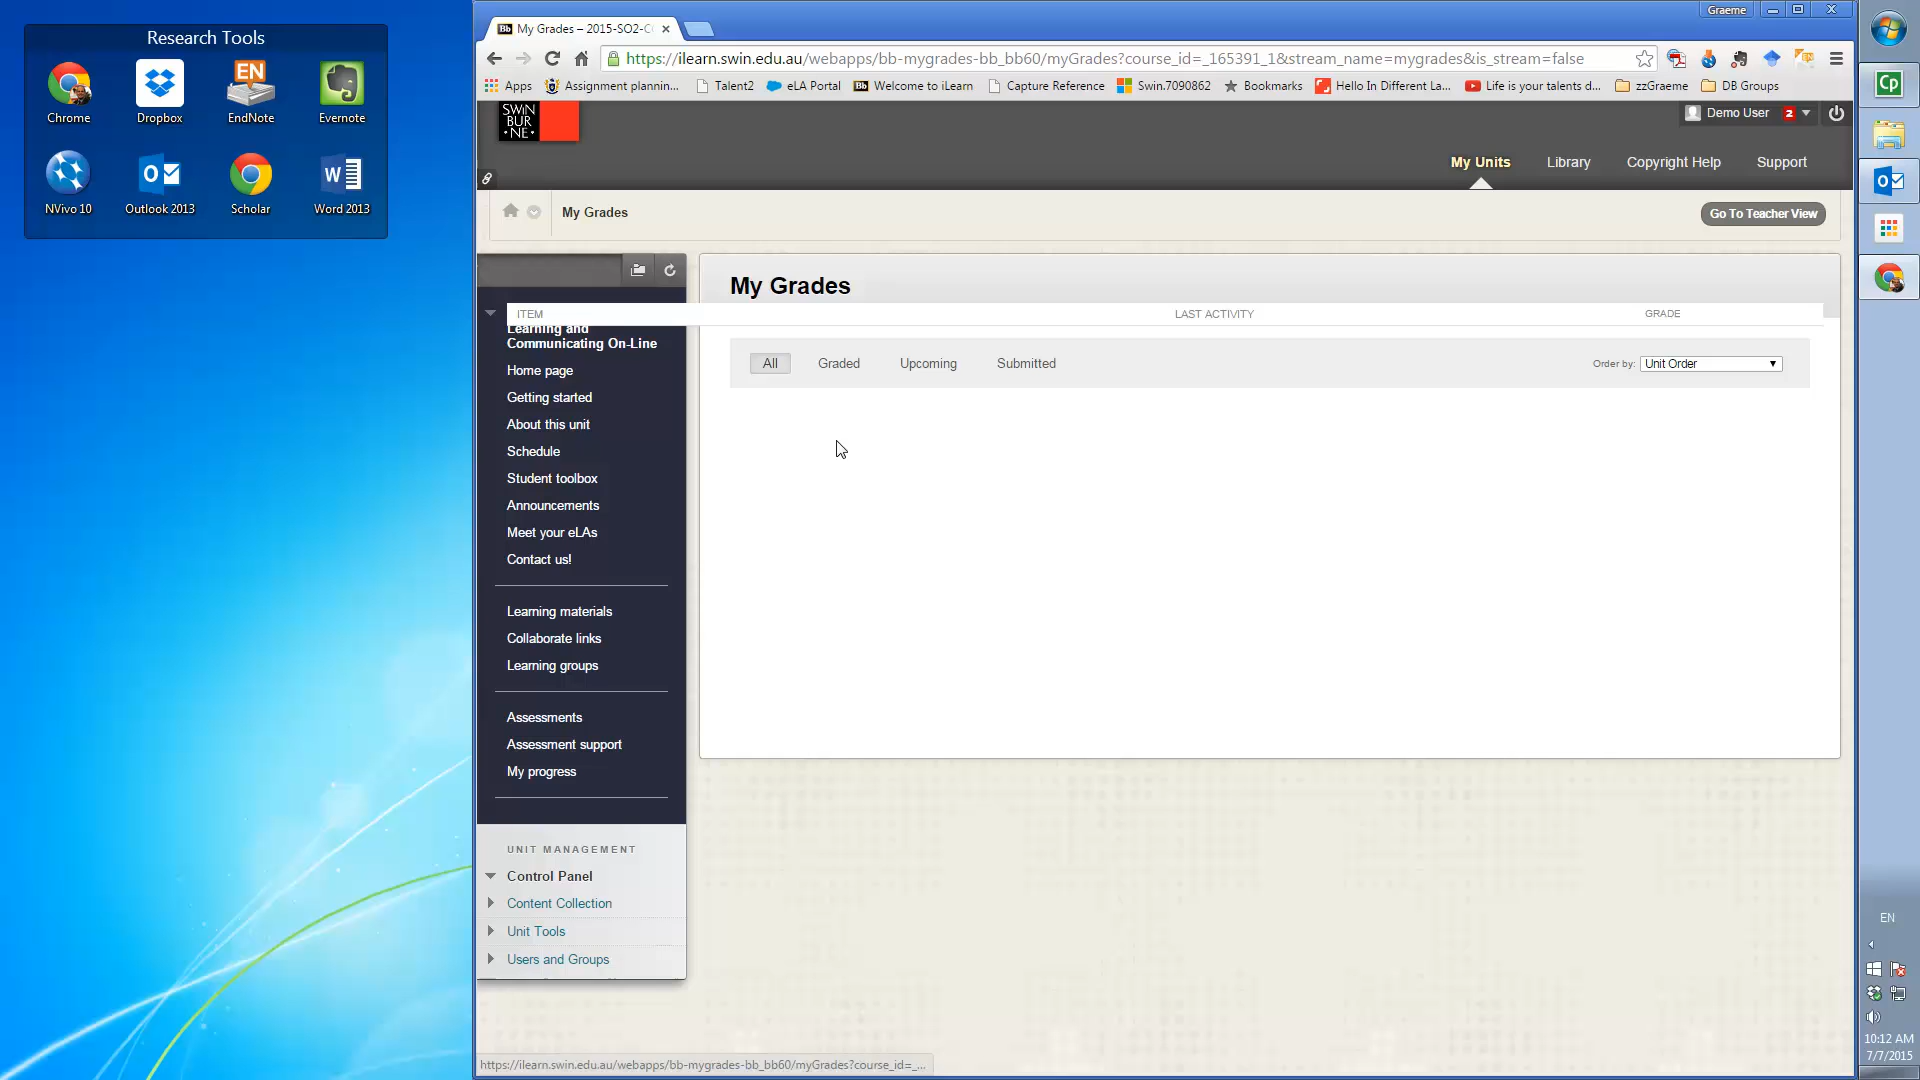 Research Tools
Chrome
Dropbox
EN
EndNote
Evernote
NVivo 10
Outlook 2013
Scholar
Word 2013
Graeme
Bb My Grades – 2015-SO2-C
https://ilearn.swin.edu.au/webapps/bb-mygrades-bb_bb60/myGrades?course_id=_165391_1&stream_name=mygrades&is_stream=false
Apps Assignment plannin... Talent2 eLA Portal Bb Welcome to iLearn Capture Reference Swin.7090862 Bookmarks Hello In Different La... Life is your talents d... zzGraeme DB Groups
SWIN
BUR
NE
Demo User 2
My Units Library Copyright Help Support
My Grades
Go To Teacher View
My Grades
ITEM LAST ACTIVITY GRADE
Learning and
Communicating On-Line
Home page
Getting started
About this unit
Schedule
Student toolbox
Announcements
Meet your eLAs
Contact us!
Learning materials
Collaborate links
Learning groups
Assessments
Assessment support
My progress
All Graded Upcoming Submitted
Order by: Unit Order
UNIT MANAGEMENT
Control Panel
Content Collection
Unit Tools
Users and Groups
https://ilearn.swin.edu.au/webapps/bb-mygrades-bb_bb60/myGrades?course_id=_...
Cp
EN
10:12 AM
7/7/2015